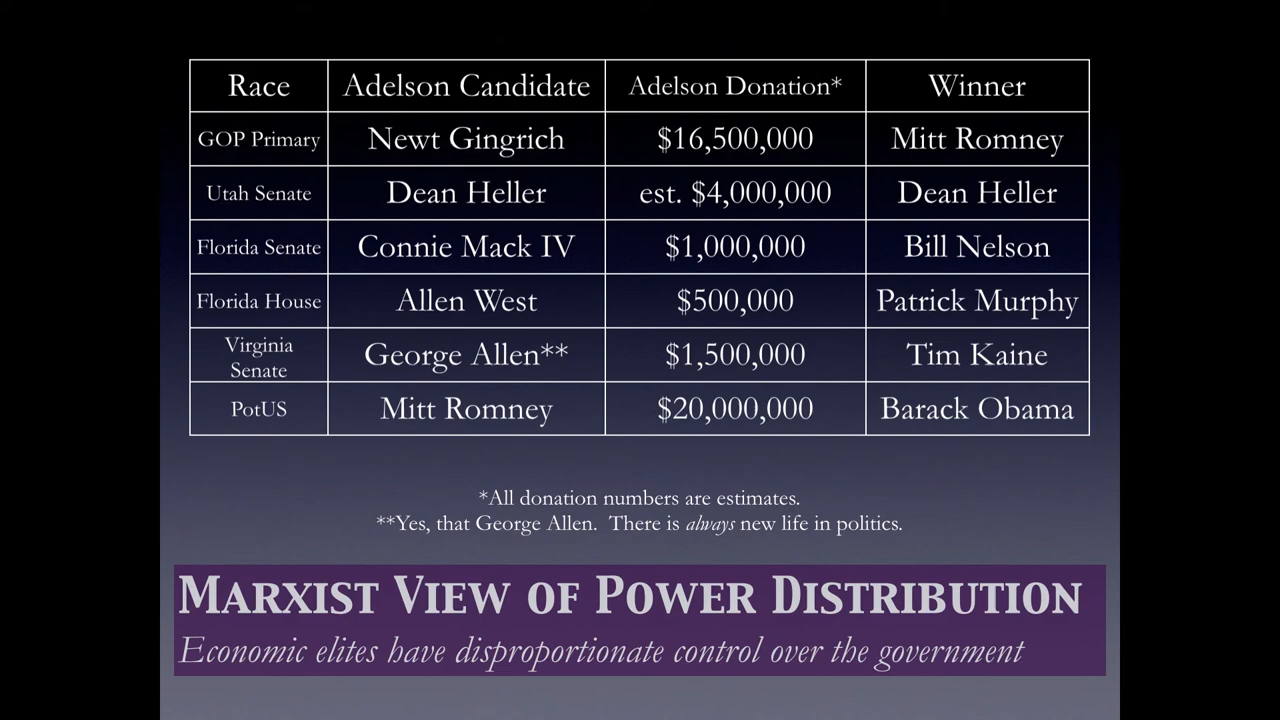 Race Adelson Candidate Adelson Donation* Winner
GOP Primary Newt Gingrich $16,500,000 Mitt Romney
Utah Senate Dean Heller est. $4,000,000 Dean Heller
Florida Senate Connie Mack IV $1,000,000 Bill Nelson
Florida House Allen West $500,000 Patrick Murphy
Virginia Senate George Allen** $1,500,000 Tim Kaine
PotUS Mitt Romney $20,000,000 Barack Obama
*All donation numbers are estimates.
**Yes, that George Allen. There is always new life in politics.
Marxist View of Power Distribution
Economic elites have disproportionate control over the government